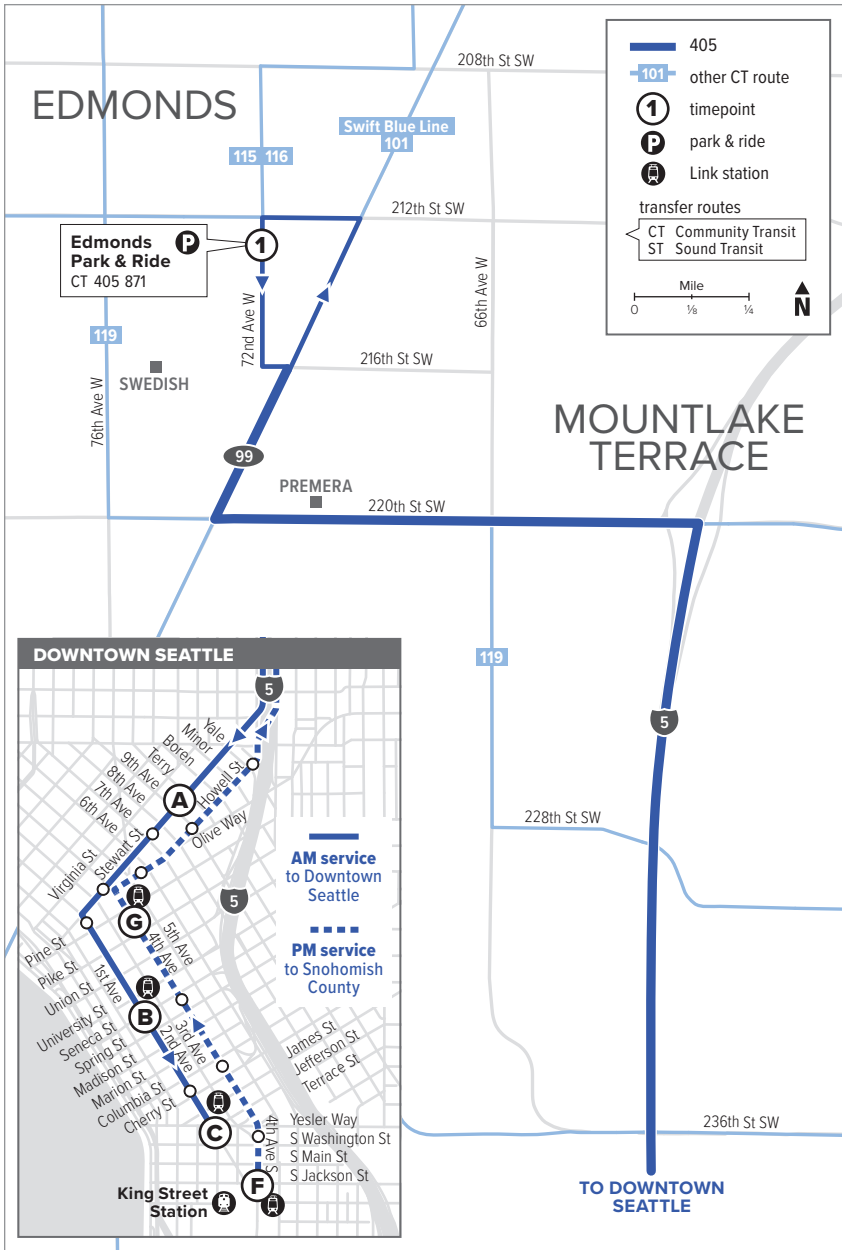 EDMONDS
208th St SW
Swift Blue Line
101
115 116
212th St SW
1
Edmonds
Park & Ride
P
CT 405 871
72nd Ave W
66th Ave W
119
76th Ave W
SWEDISH
216th St SW
99
PREMERA
220th St SW
MOUNTLAKE
TERRACE
119
5
228th St SW
236th St SW
TO DOWNTOWN
SEATTLE
405
101 other CT route
1 timepoint
P park & ride
Link station
transfer routes
CT Community Transit
ST Sound Transit
Mile
0 ⅛ ¼
N
DOWNTOWN SEATTLE
5
Yale
Minor
Boren
Terry
9th Ave
8th Ave
7th Ave
6th Ave
A
Howell St
Olive Way
Stewart St
Virginia St
G
5th Ave
4th Ave
5
AM service
to Downtown
Seattle
PM service
to Snohomish
County
Pine St
Pike St
Union St
1st Ave
B
University St
Seneca St
Spring St
Madison St
Marion St
Columbia St
Cherry St
2nd Ave
3rd Ave
C
James St
Jefferson St
Terrace St
4th Ave S
Yesler Way
S Washington St
S Main St
S Jackson St
F
King Street
Station